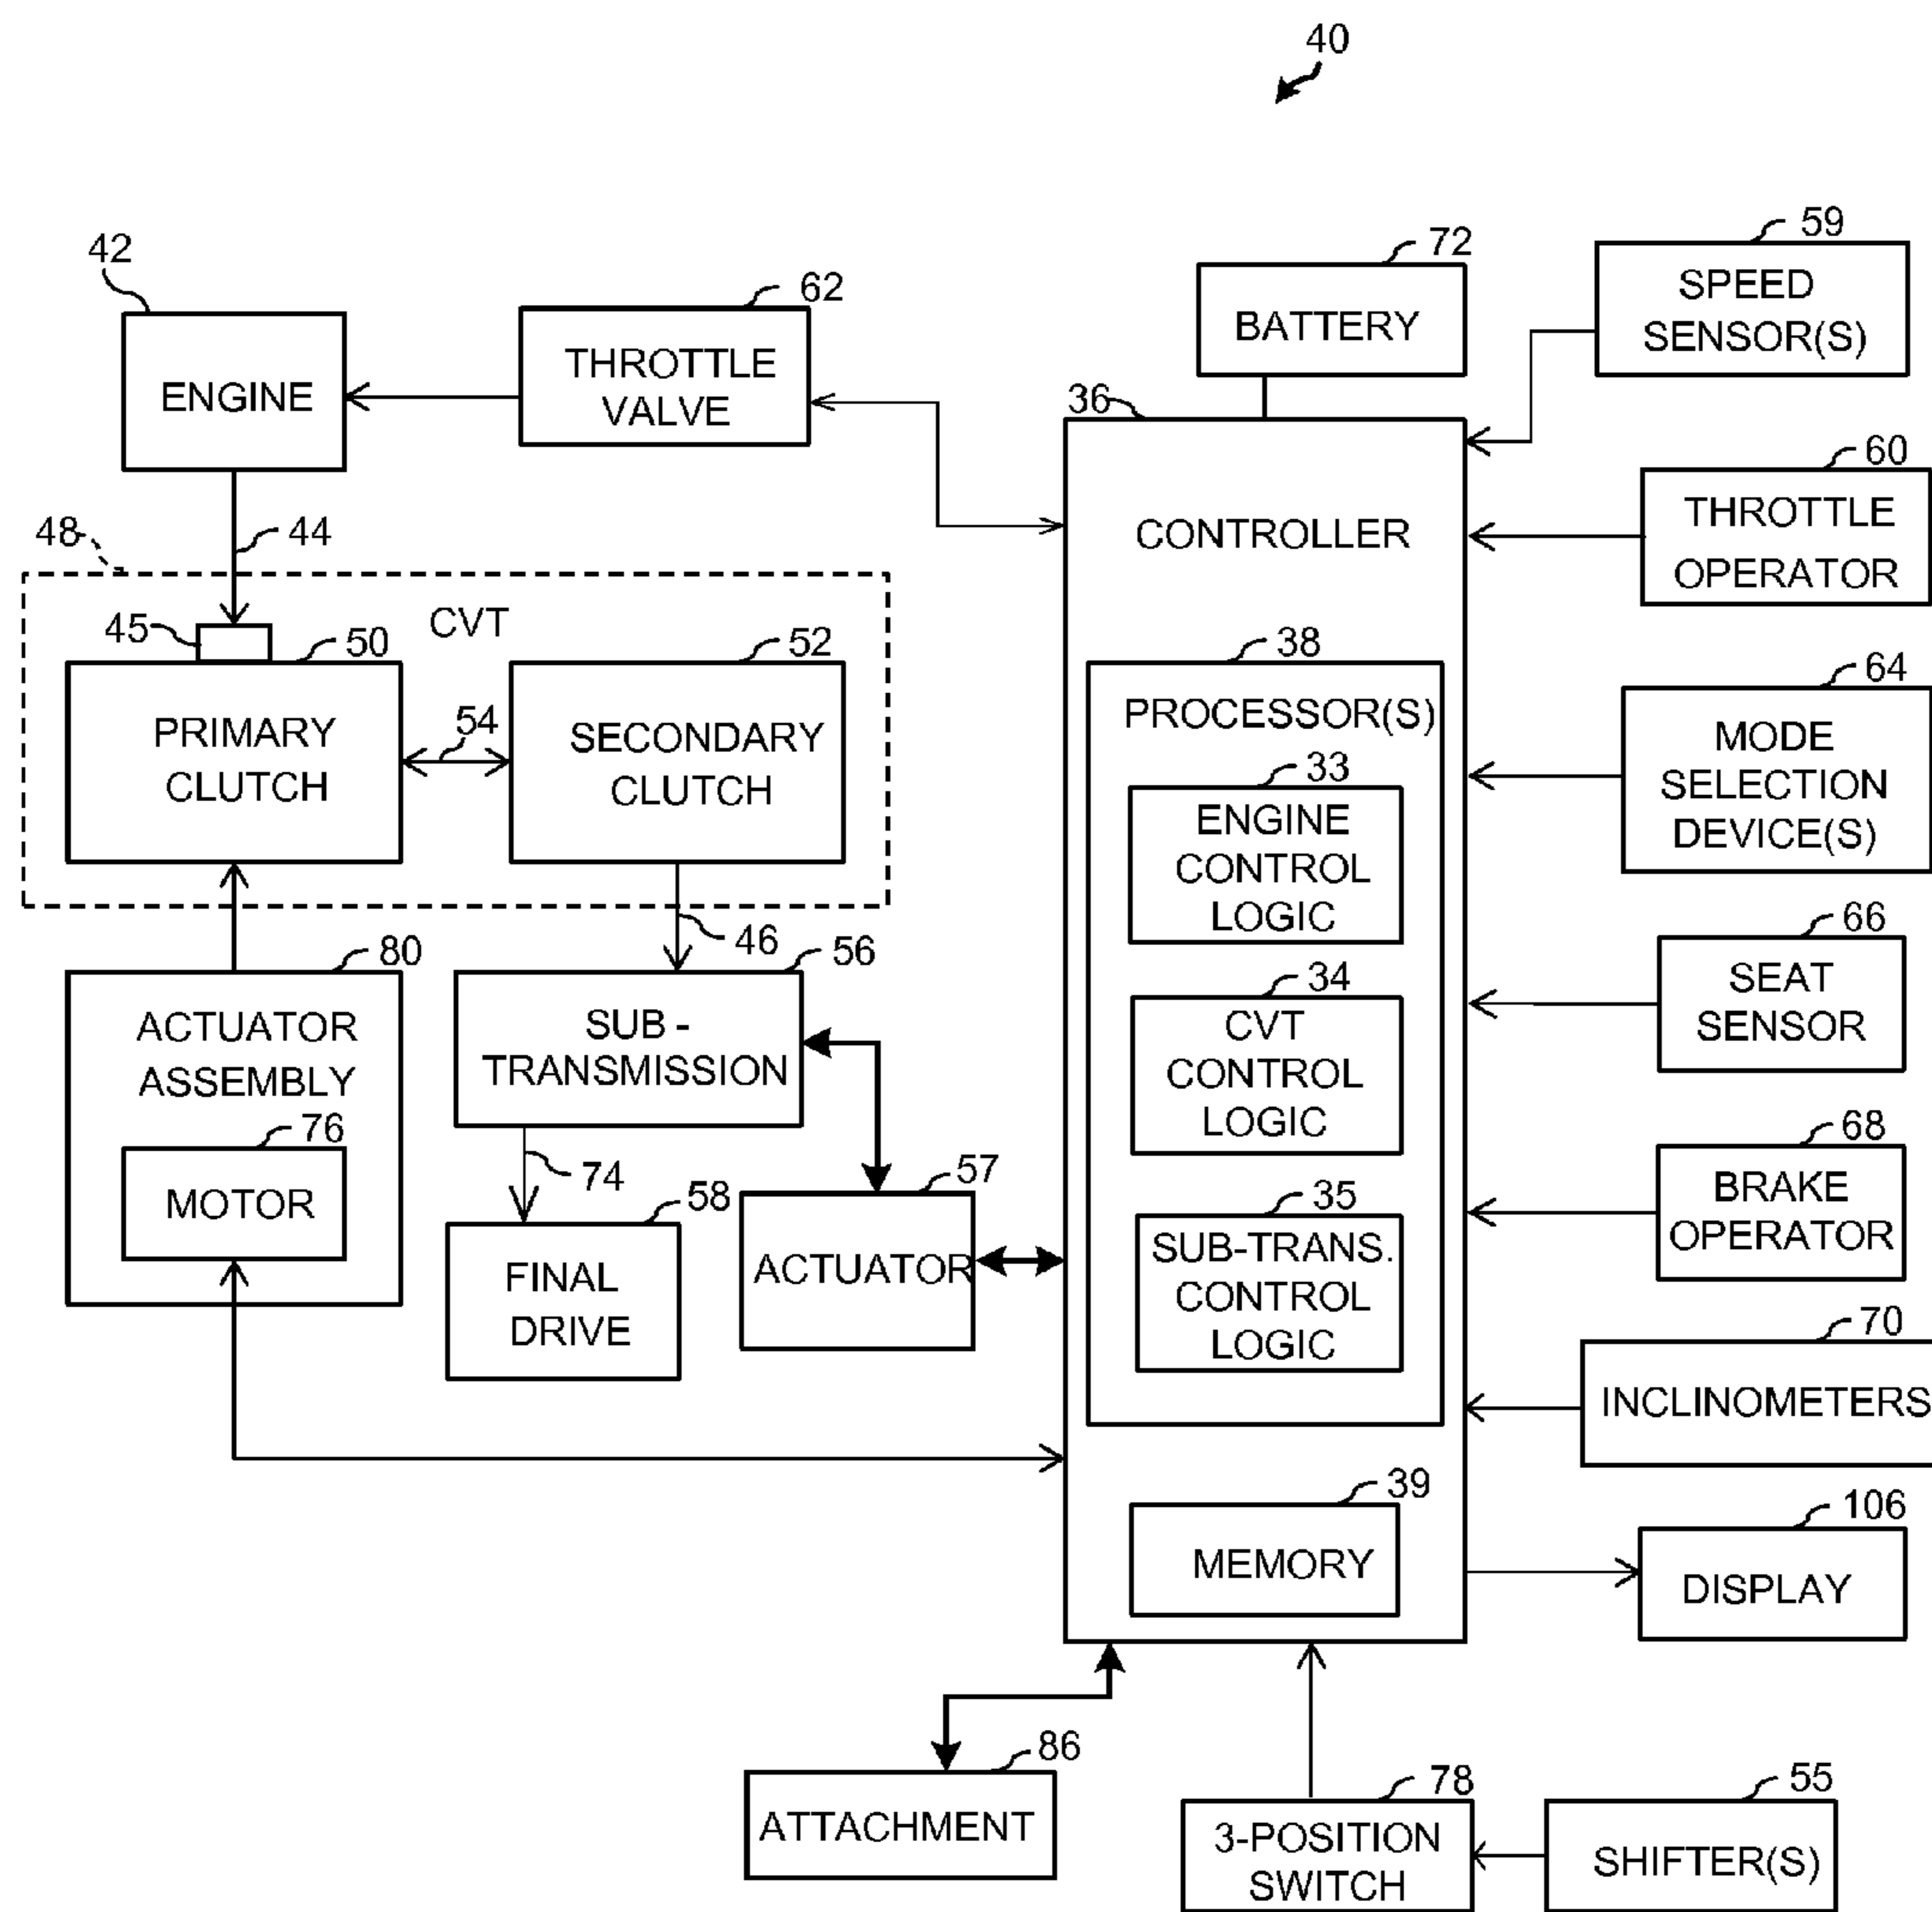 40
42
ENGINE
62
THROTTLE
VALVE
72
BATTERY
59
SPEED
SENSOR(S)
36
CONTROLLER
60
THROTTLE
OPERATOR
48
44
45
CVT
50
PRIMARY
CLUTCH
54
52
SECONDARY
CLUTCH
38
PROCESSOR(S)
33
ENGINE
CONTROL
LOGIC
64
MODE
SELECTION
DEVICE(S)
46
80
ACTUATOR
ASSEMBLY
76
MOTOR
56
SUB -
TRANSMISSION
34
CVT
CONTROL
LOGIC
66
SEAT
SENSOR
74
58
FINAL
DRIVE
57
ACTUATOR
35
SUB-TRANS.
CONTROL
LOGIC
68
BRAKE
OPERATOR
70
INCLINOMETERS
39
MEMORY
106
DISPLAY
86
ATTACHMENT
78
3-POSITION
SWITCH
55
SHIFTER(S)